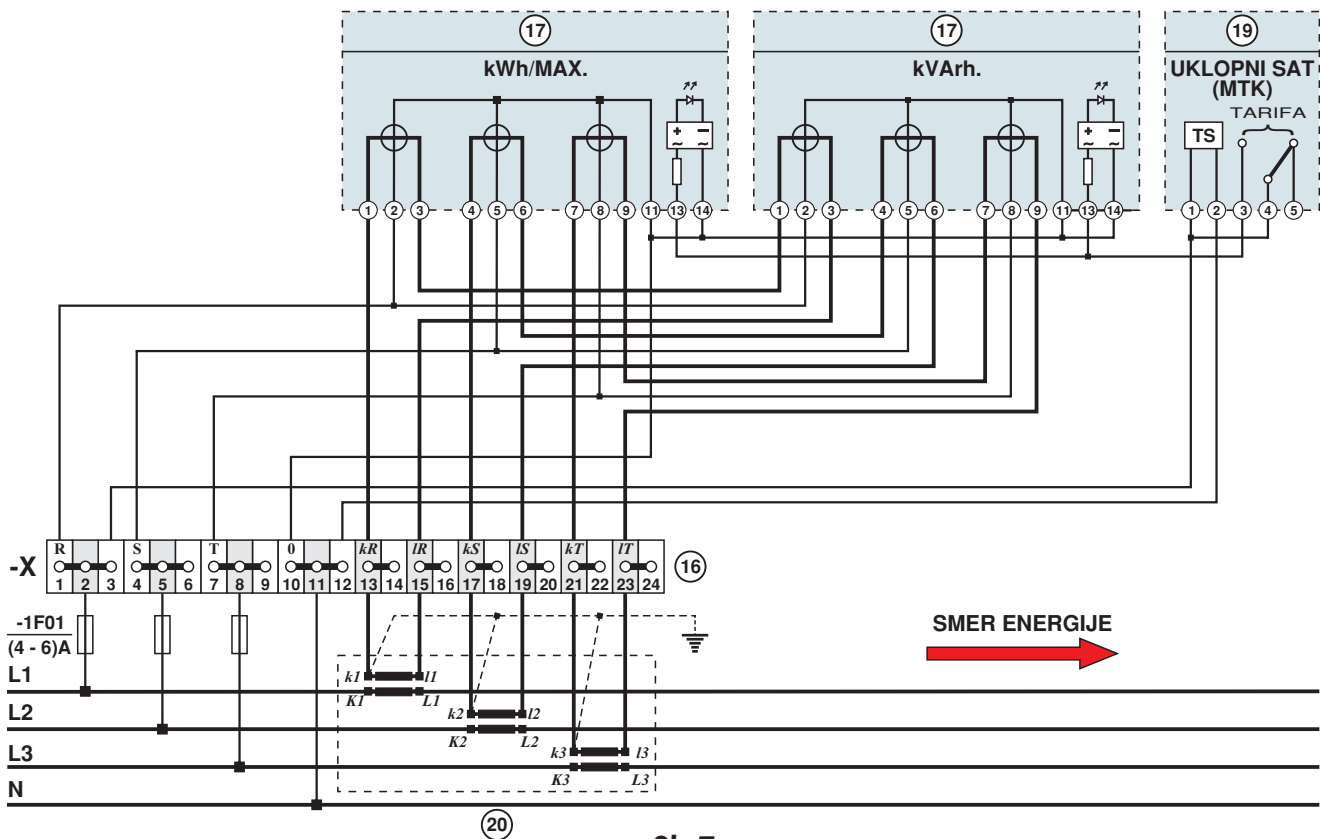 17 17 19
kWh/MAX. kVArh. UKLOPNI SAT
(MTK)
TARIFA
+ − + − TS
~ ~ ~ ~
1 2 3 4 5 6 7 8 9 11 13 14 1 2 3 4 5 6 7 8 9 11 13 14 1 2 3 4 5
R S T 0 kR lR kS lS kT lT
-X 16
1 2 3 4 5 6 7 8 9 10 11 12 13 14 15 16 17 18 19 20 21 22 23 24
-1F01
(4 - 6)A
SMER ENERGIJE
L1 k1 l1
K1 L1
L2 k2 l2
K2 L2
L3 k3 l3
K3 L3
N
20